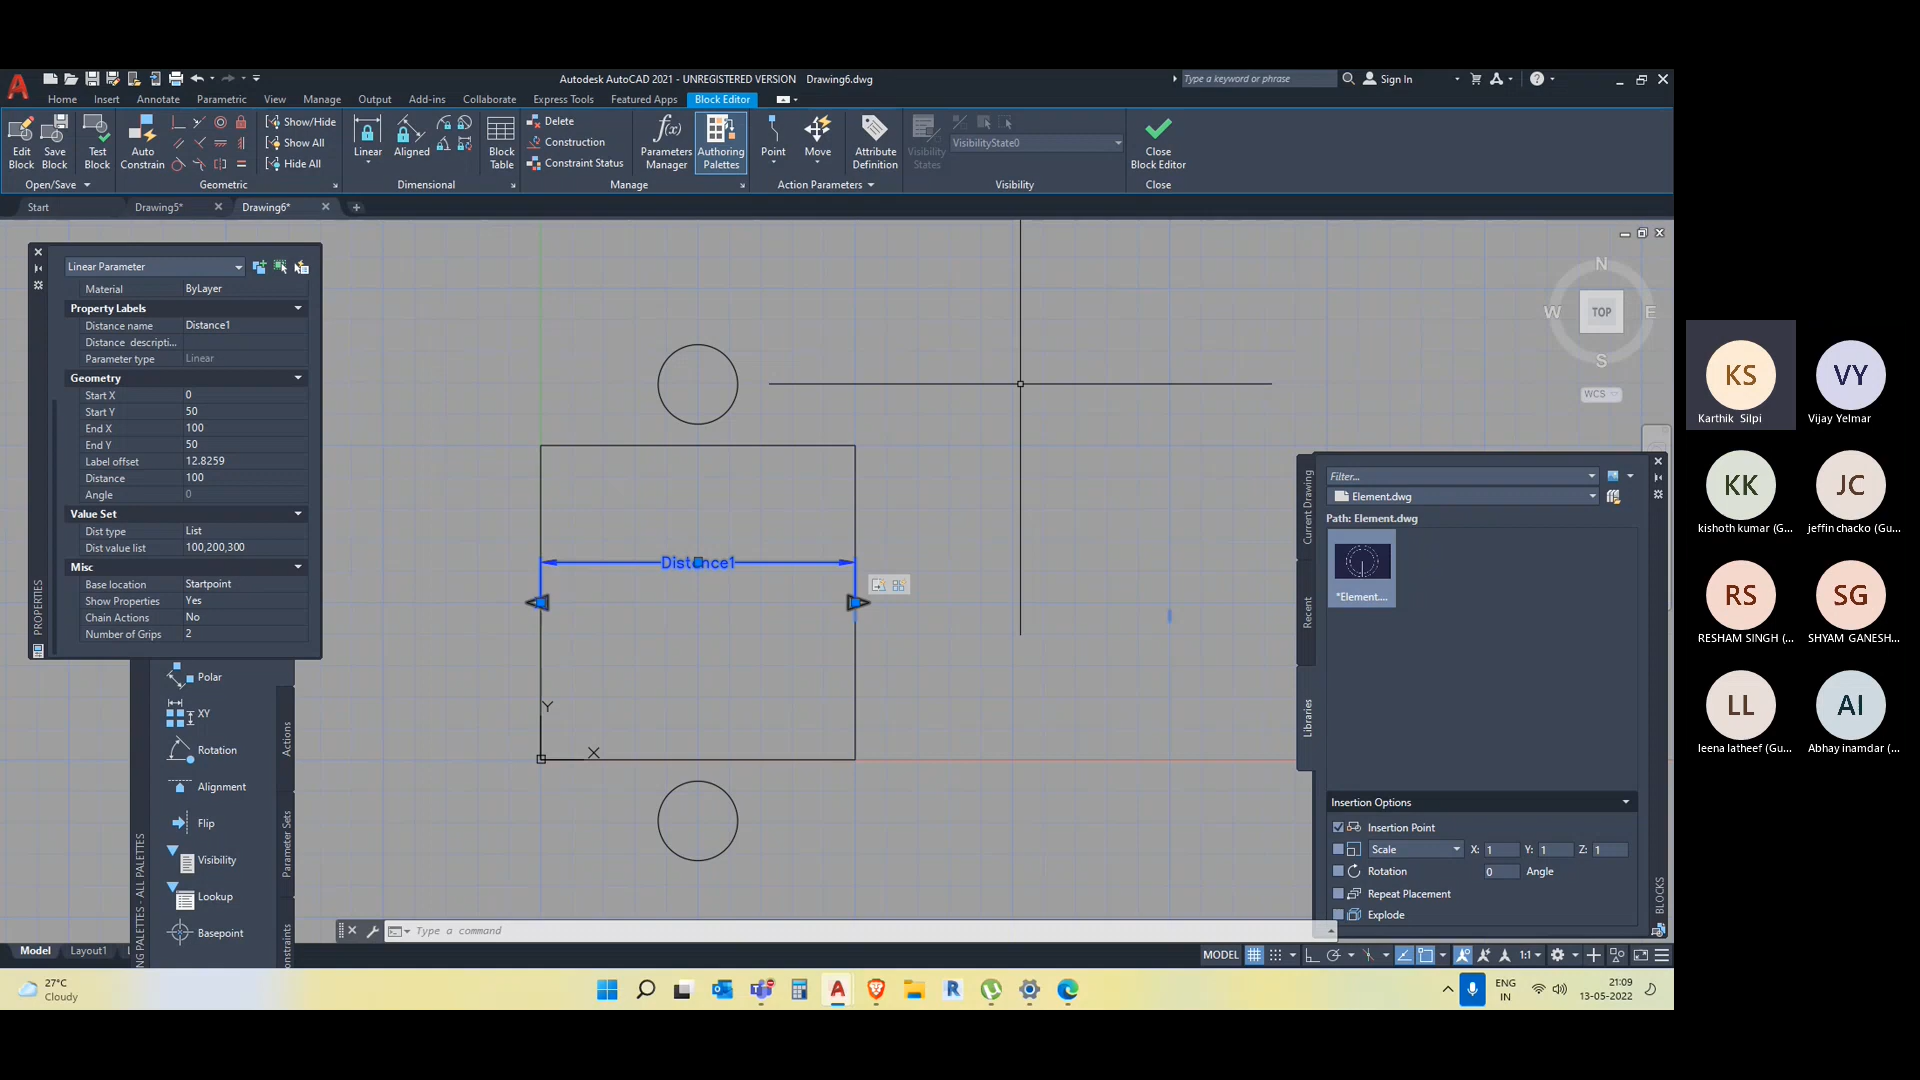 Autodesk AutoCAD 2021 - UNREGISTERED VERSION Drawing6.dwg
Type a keyword or phrase
Sign In
Home Insert Annotate Parametric View Manage Output Add-ins Collaborate Express Tools Featured Apps Block Editor
Edit Block
Save Block
Test Block
Auto Constrain
Show/Hide
Show All
Hide All
Linear
Aligned
Block Table
Delete
Construction
Constraint Status
Parameters Manager
Authoring Palettes
Point
Move
Attribute Definition
Visibility States
VisibilityState0
Close Block Editor
Open/Save
Geometric
Dimensional
Manage
Action Parameters
Visibility
Close
Start
Drawing5*
Drawing6*
Linear Parameter
Material ByLayer
Property Labels
Distance name Distance1
Distance descripti...
Parameter type Linear
Geometry
Start X 0
Start Y 50
End X 100
End Y 50
Label offset 12.8259
Distance 100
Angle 0
Value Set
Dist type List
Dist value list 100,200,300
Misc
Base location Startpoint
Show Properties Yes
Chain Actions No
Number of Grips 2
PROPERTIES
Polar
XY
Rotation
Alignment
Flip
Visibility
Lookup
Basepoint
Actions
Parameter Sets
onstraints
NG PALETTES - ALL PALETTES
Distance1
Y
X
N
W
TOP
E
S
WCS
Filter...
Element.dwg
Path: Element.dwg
*Element....
Current Drawing
Recent
Libraries
Insertion Options
Insertion Point
Scale X: 1 Y: 1 Z: 1
Rotation 0 Angle
Repeat Placement
Explode
BLOCKS
Type a command
Model Layout1
MODEL
1:1
27°C
Cloudy
ENG
IN
21:09
13-05-2022
KS
Karthik Silpi
VY
Vijay Yelmar
KK
kishoth kumar (G...
JC
jeffin chacko (Gu...
RS
RESHAM SINGH (...
SG
SHYAM GANESH...
LL
leena latheef (Gu...
AI
Abhay inamdar (...